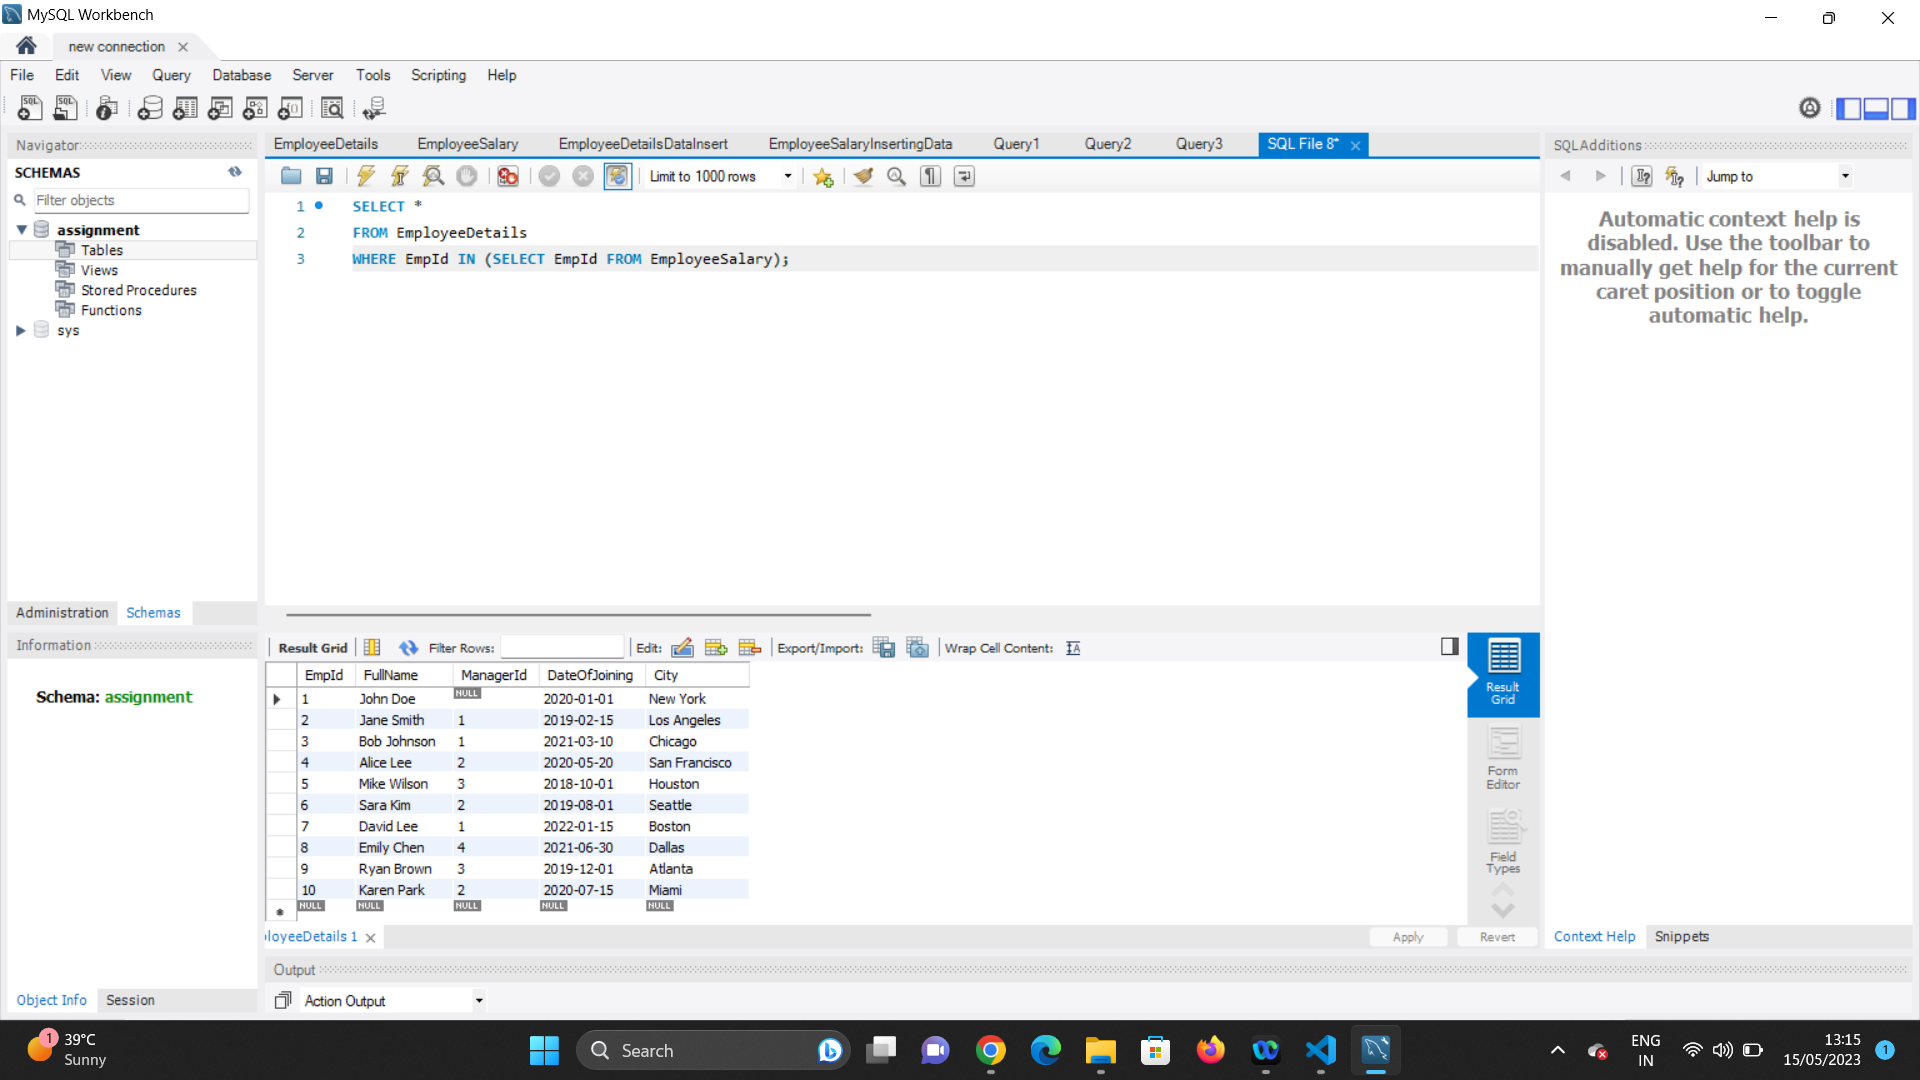 MySQL Workbench
new connection
File Edit View Query Database Server Tools Scripting Help
Navigator
SCHEMAS
Filter objects
assignment
Tables
Views
Stored Procedures
Functions
sys
Administration Schemas
Information
Schema: assignment
Object Info Session
EmployeeDetails EmployeeSalary EmployeeDetailsDataInsert EmployeeSalaryInsertingData Query1 Query2 Query3 SQL File 8*
Limit to 1000 rows
1 SELECT *
2 FROM EmployeeDetails
3 WHERE EmpId IN (SELECT EmpId FROM EmployeeSalary);
Result Grid Filter Rows: Edit: Export/Import: Wrap Cell Content:
EmpId FullName ManagerId DateOfJoining City
1 John Doe NULL 2020-01-01 New York
2 Jane Smith 1 2019-02-15 Los Angeles
3 Bob Johnson 1 2021-03-10 Chicago
4 Alice Lee 2 2020-05-20 San Francisco
5 Mike Wilson 3 2018-10-01 Houston
6 Sara Kim 2 2019-08-01 Seattle
7 David Lee 1 2022-01-15 Boston
8 Emily Chen 4 2021-06-30 Dallas
9 Ryan Brown 3 2019-12-01 Atlanta
10 Karen Park 2 2020-07-15 Miami
NULL NULL NULL NULL NULL
Result
Grid
Form
Editor
Field
Types
loyeeDetails 1
Apply Revert
Output
Action Output
SQLAdditions
Jump to
Automatic context help is
disabled. Use the toolbar to
manually get help for the current
caret position or to toggle
automatic help.
Context Help Snippets
1
39°C
Sunny
Search
ENG
IN
13:15
15/05/2023
1